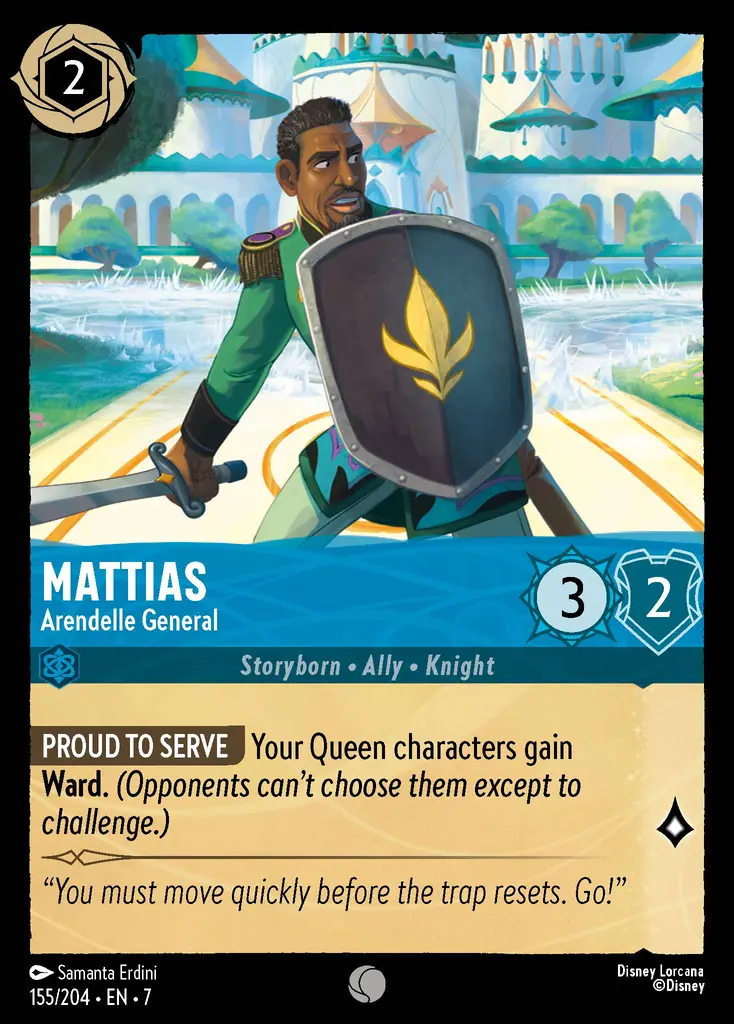 2
MATTIAS
Arendelle General
3
2
Storyborn • Ally • Knight
PROUD TO SERVE Your Queen characters gain
Ward. (Opponents can’t choose them except to
challenge.)
“You must move quickly before the trap resets. Go!”
Samanta Erdini
155/204 • EN • 7
Disney Lorcana
©Disney